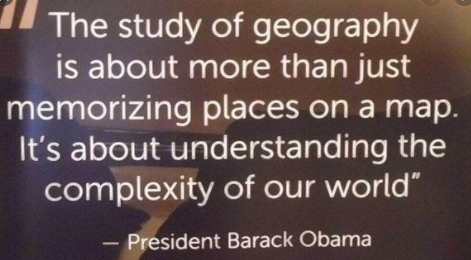 "The study of geography
is about more than just
memorizing places on a map.
It's about understanding the
complexity of our world"
— President Barack Obama